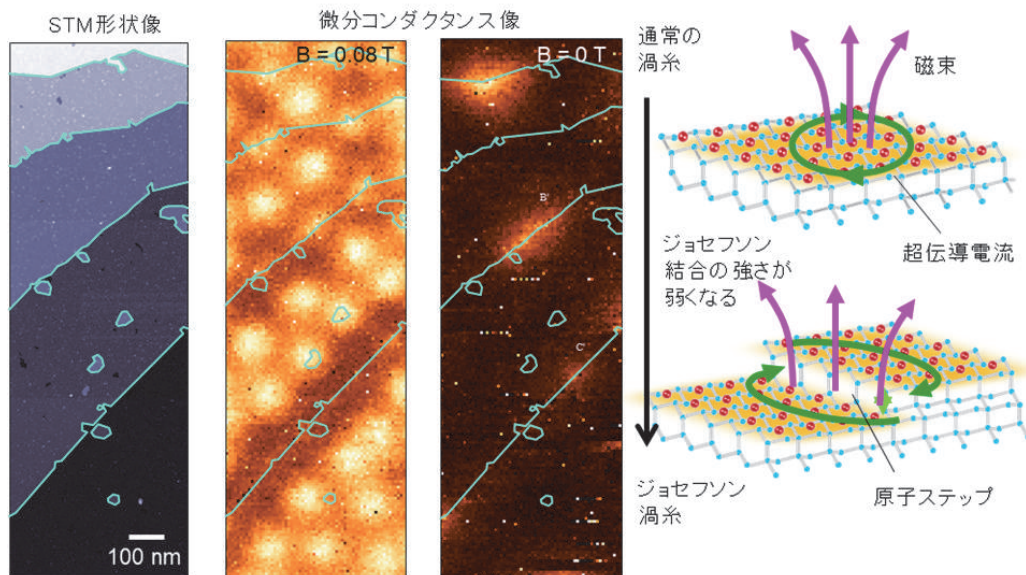 STM形状像
微分コンダクタンス像
B = 0.08 T
B = 0 T
B'
C'
100 nm
通常の
渦糸
磁束
超伝導電流
ジョセフソン
結合の強さが
弱くなる
原子ステップ
ジョセフソン
渦糸